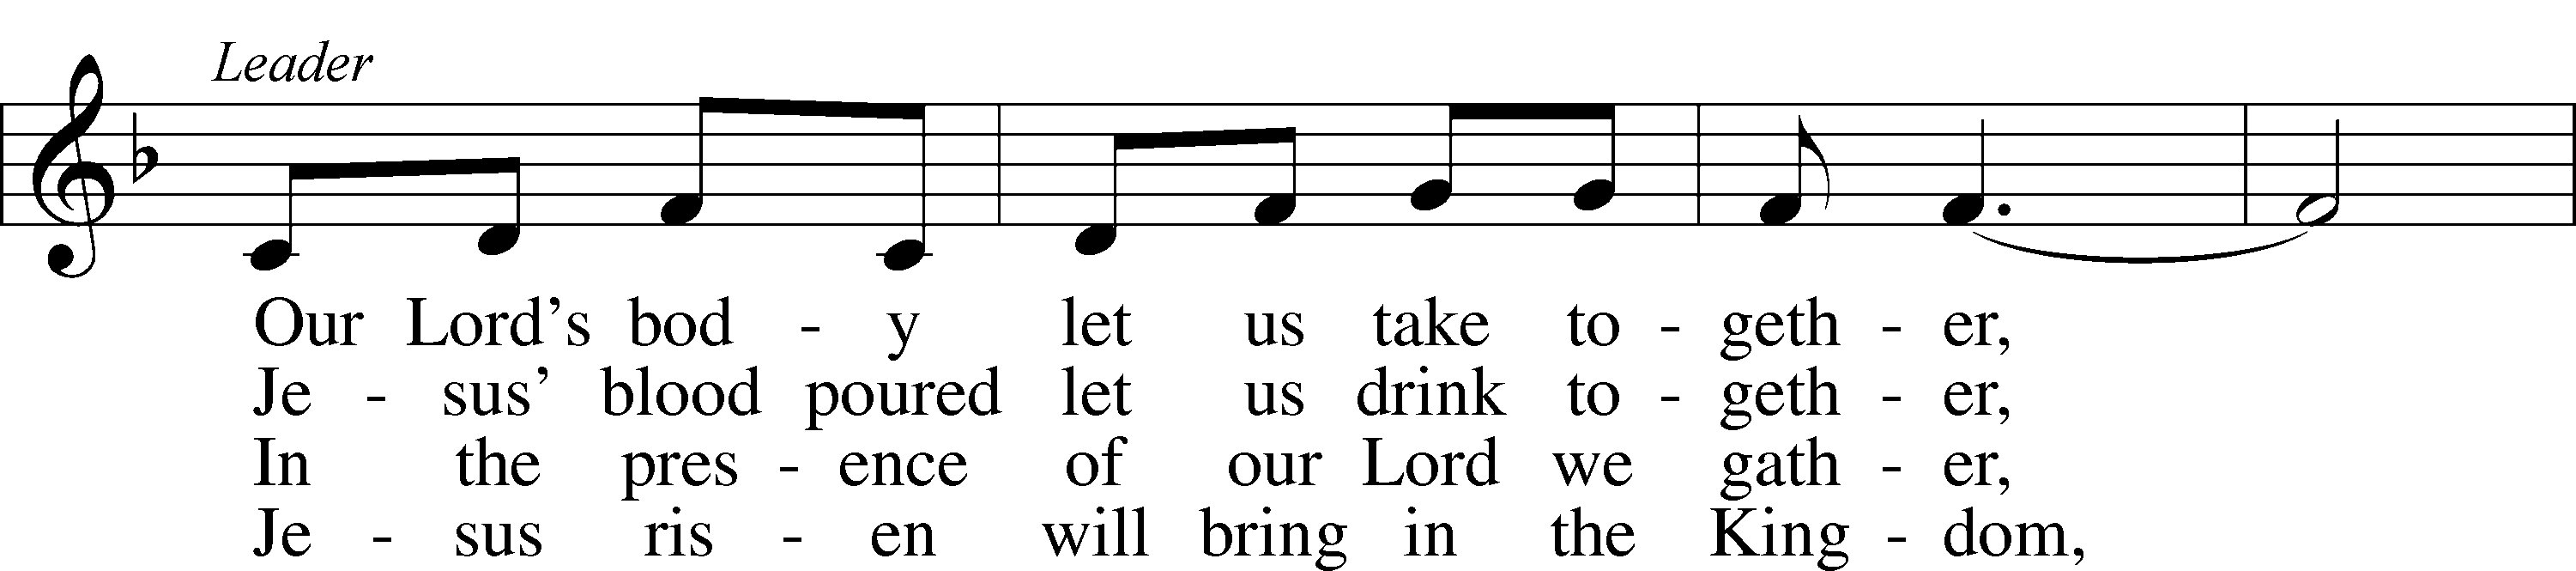 Leader
Our Lord's bod - y let us take to - geth - er,
Je - sus' blood poured let us drink to - geth - er,
In the pres - ence of our Lord we gath - er,
Je - sus ris - en will bring in the King - dom,